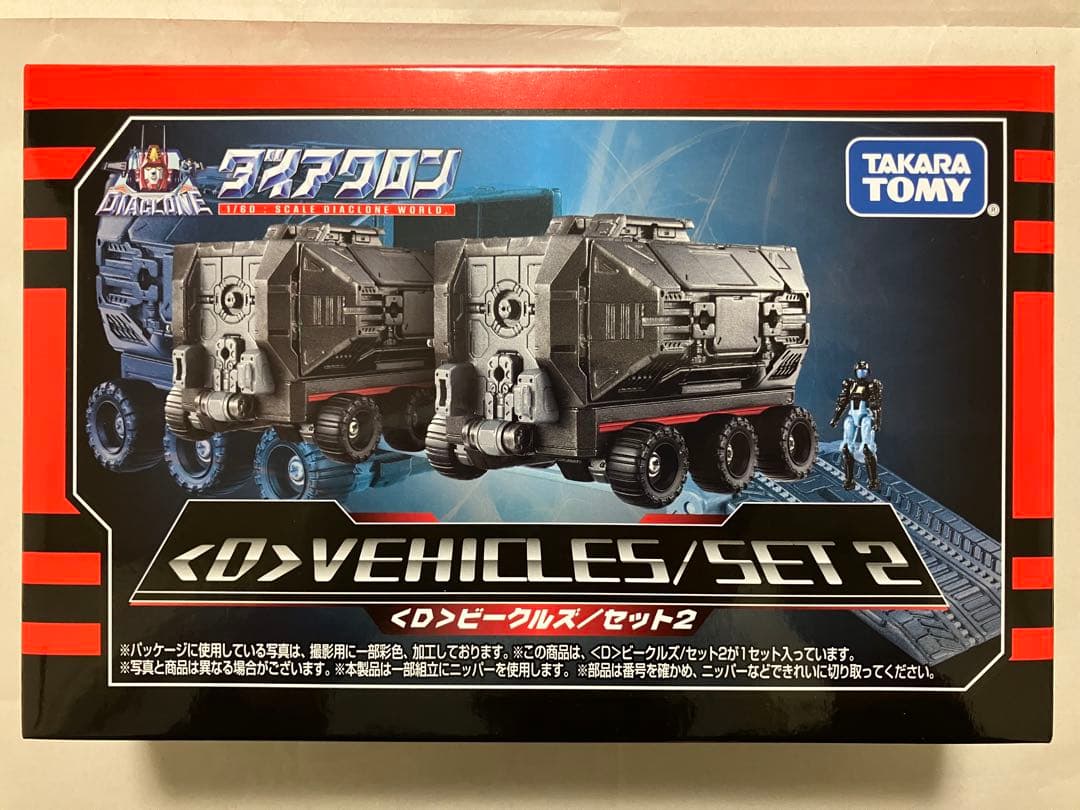 DIACLONE
ダイアクロン
1/60 : SCALE DIACLONE WORLD.
TAKARA
TOMY
®
<D>VEHICLES/SET 2
<D>ビークルズ/セット2
※パッケージに使用している写真は、撮影用に一部彩色、加工しております。※この商品は、<D>ビークルズ/セット2が1セット入っています。
※写真と商品は異なる場合がございます。※本製品は一部組立にニッパーを使用します。※部品は番号を確かめ、ニッパーなどできれいに切り取ってください。